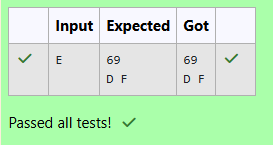 Input Expected Got
E 69 69
D F D F
Passed all tests!